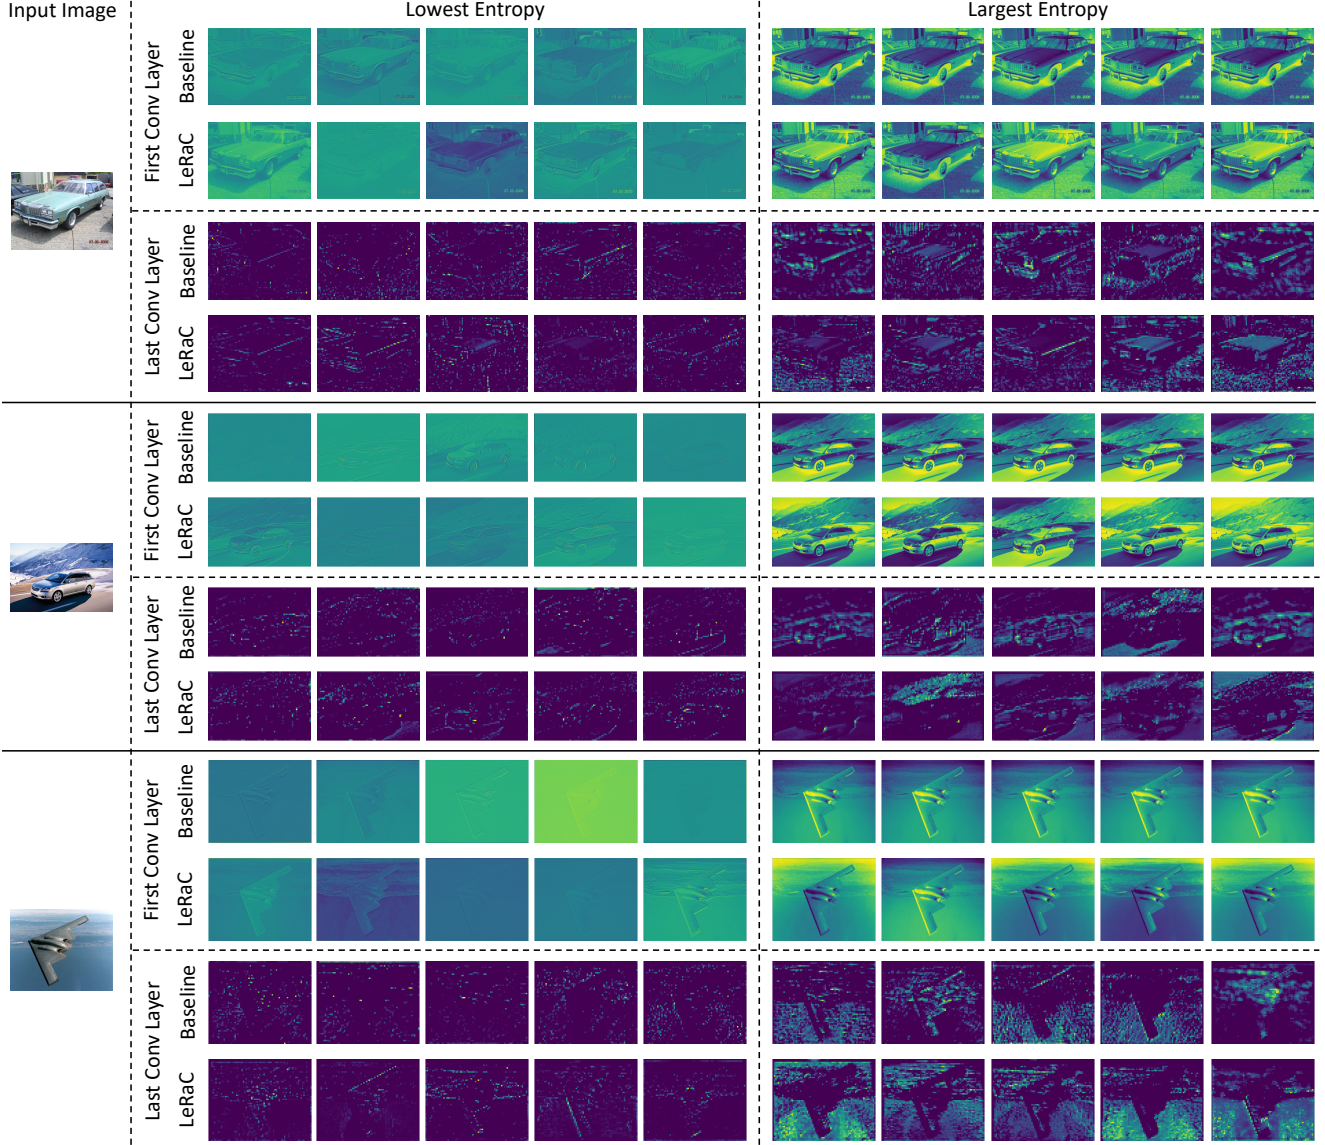 Input Image
Lowest Entropy
Largest Entropy
First Conv Layer
Baseline
LeRaC
Last Conv Layer
Baseline
LeRaC
First Conv Layer
Baseline
LeRaC
Last Conv Layer
Baseline
LeRaC
First Conv Layer
Baseline
LeRaC
Last Conv Layer
Baseline
LeRaC